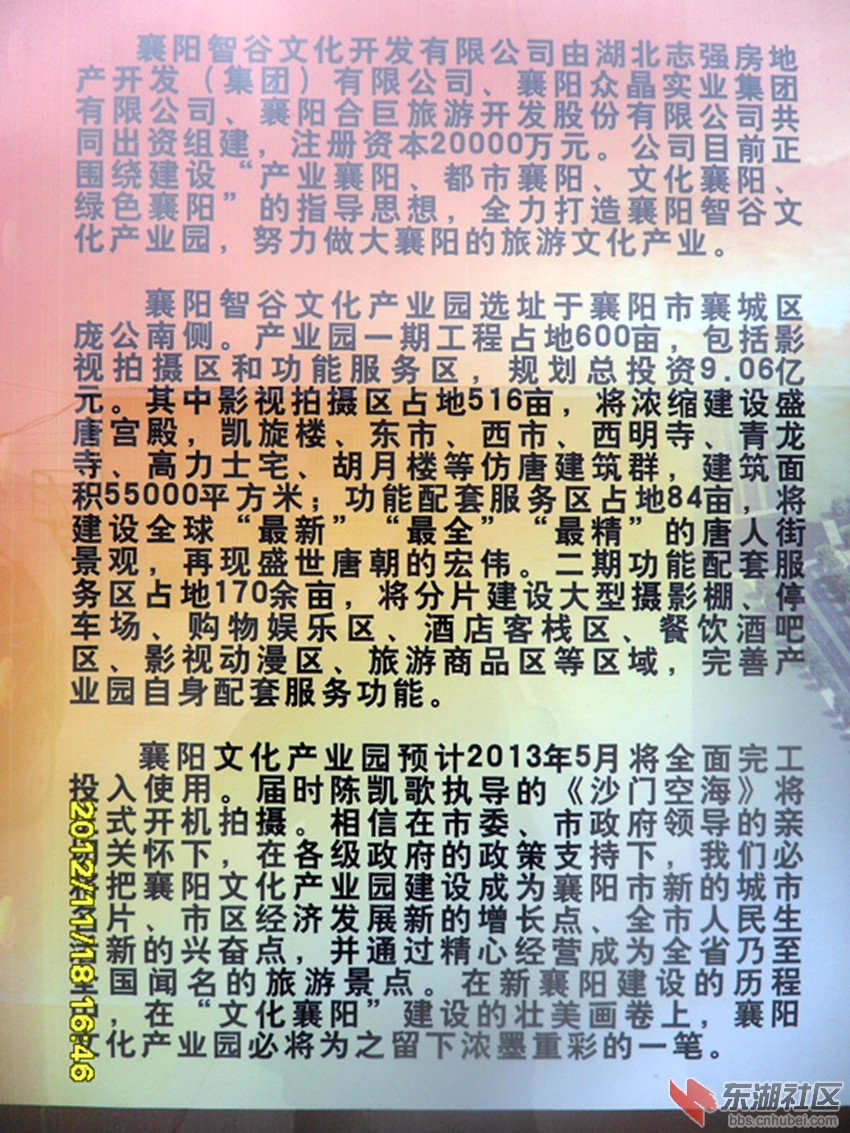 襄阳智谷文化开发有限公司由湖北志强房地
产开发（集团）有限公司、襄阳众晶实业集团
有限公司、襄阳合巨旅游开发股份有限公司共
同出资组建，注册资本20000万元。公司目前正
围绕建设“产业襄阳、都市襄阳、文化襄阳、
绿色襄阳”的指导思想，全力打造襄阳智谷文
化产业园，努力做大襄阳的旅游文化产业。
襄阳智谷文化产业园选址于襄阳市襄城区
庞公南侧。产业园一期工程占地600亩，包括影
视拍摄区和功能服务区，规划总投资9.06亿
元。其中影视拍摄区占地516亩，将浓缩建设盛
唐宫殿，凯旋楼、东市、西市、西明寺、青龙
寺、高力士宅、胡月楼等仿唐建筑群，建筑面
积55000平方米；功能配套服务区占地84亩，将
建设全球“最新”“最全”“最精”的唐人街
景观，再现盛世唐朝的宏伟。二期功能配套服
务区占地170余亩，将分片建设大型摄影棚、停
车场、购物娱乐区、酒店客栈区、餐饮酒吧
区、影视动漫区、旅游商品区等区域，完善产
业园自身配套服务功能。
襄阳文化产业园预计2013年5月将全面完工
投入使用。届时陈凯歌执导的《沙门空海》将
式开机拍摄。相信在市委、市政府领导的亲
关怀下，在各级政府的政策支持下，我们必
把襄阳文化产业园建设成为襄阳市新的城市
片、市区经济发展新的增长点、全市人民生
新的兴奋点，并通过精心经营成为全省乃至
国闻名的旅游景点。在新襄阳建设的历程
，在“文化襄阳”建设的壮美画卷上，襄阳
化产业园必将为之留下浓墨重彩的一笔。
2012/11/18 16:46
东湖社区
bbs.cnhubei.com